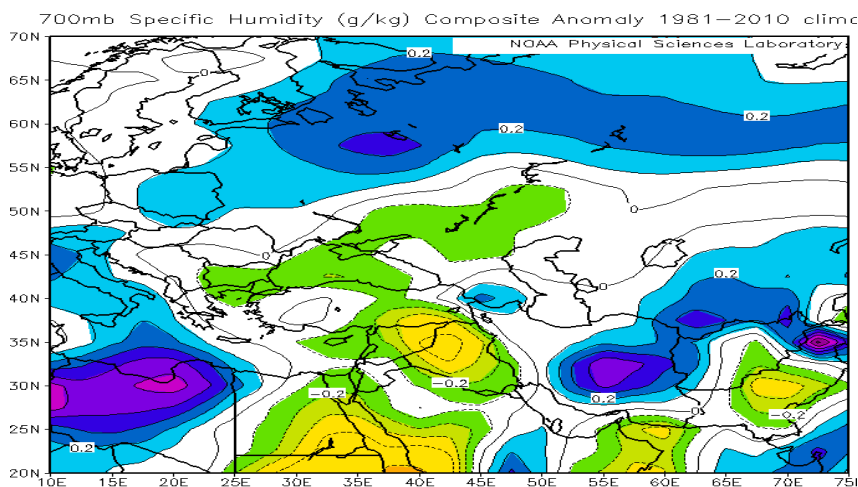 700mb Specific Humidity (g/kg) Composite Anomaly 1981–2010 climo
NOAA Physical Sciences Laboratory
70N
65N
60N
55N
50N
45N
40N
35N
30N
25N
20N
0.2
0
0.2
0.2
0
0
0
0.2
-0.2
-0.2
0.2
0
-0.2
0.2
10E 15E 20E 25E 30E 35E 40E 45E 50E 55E 60E 65E 70E 75E